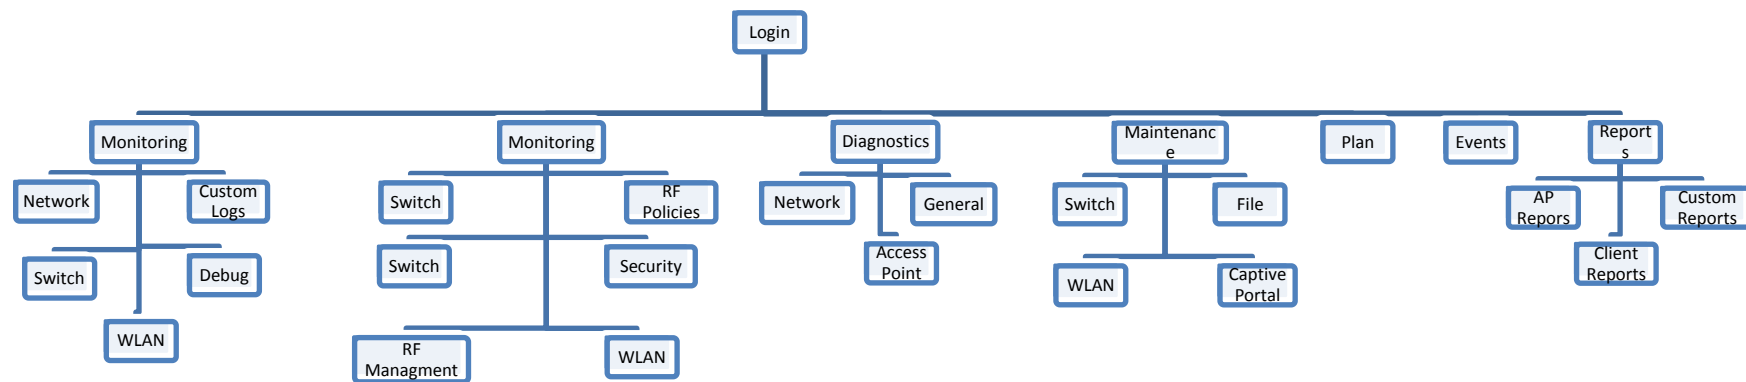 Login
Monitoring
Monitoring
Diagnostics
Maintenanc
e
Plan
Events
Report
s
Network
Custom
Logs
Switch
RF
Policies
Network
General
Switch
File
AP
Repors
Custom
Reports
Switch
Debug
Switch
Security
Access
Point
WLAN
Captive
Portal
Client
Reports
WLAN
RF
Managment
WLAN